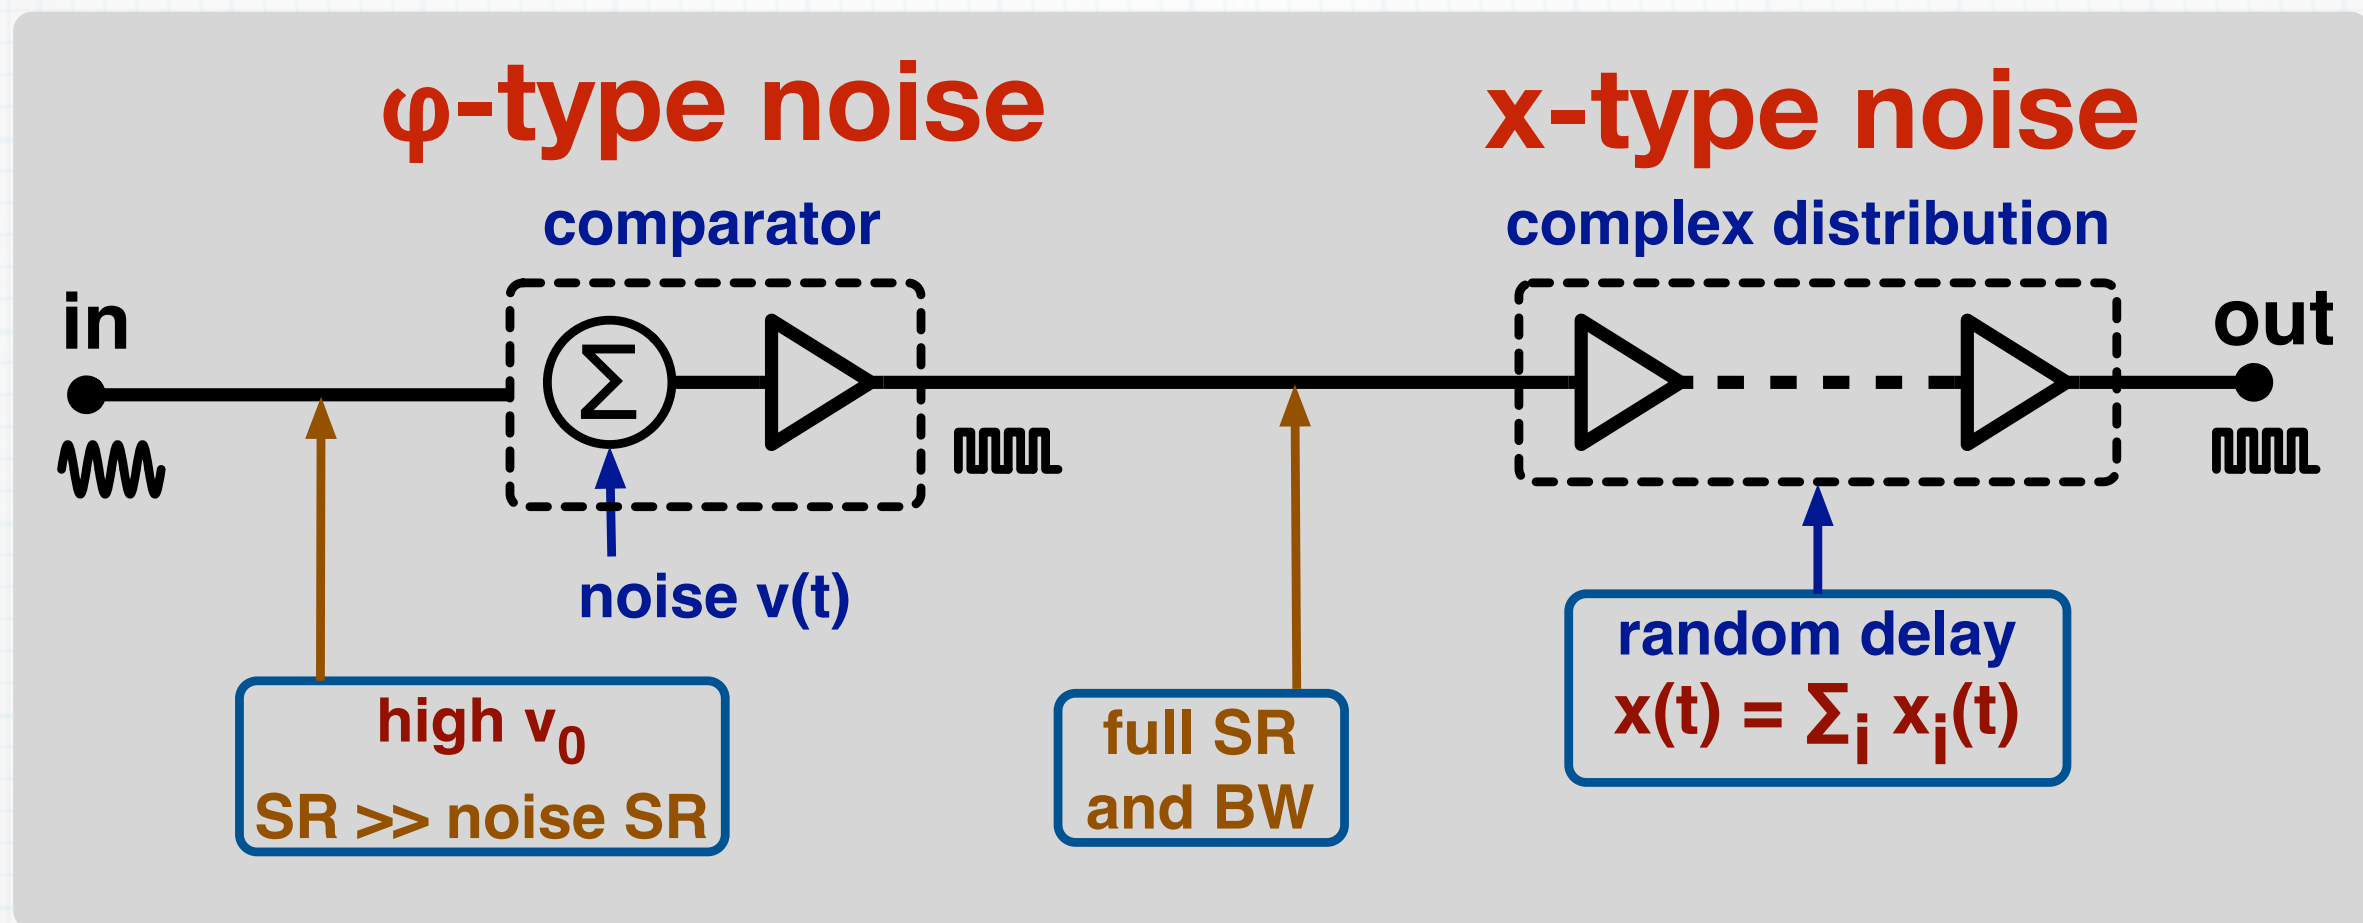 φ-type noise
x-type noise
comparator
complex distribution
in
out
Σ
noise v(t)
high v₀
SR >> noise SR
full SR
and BW
random delay
x(t) = Σᵢ xᵢ(t)